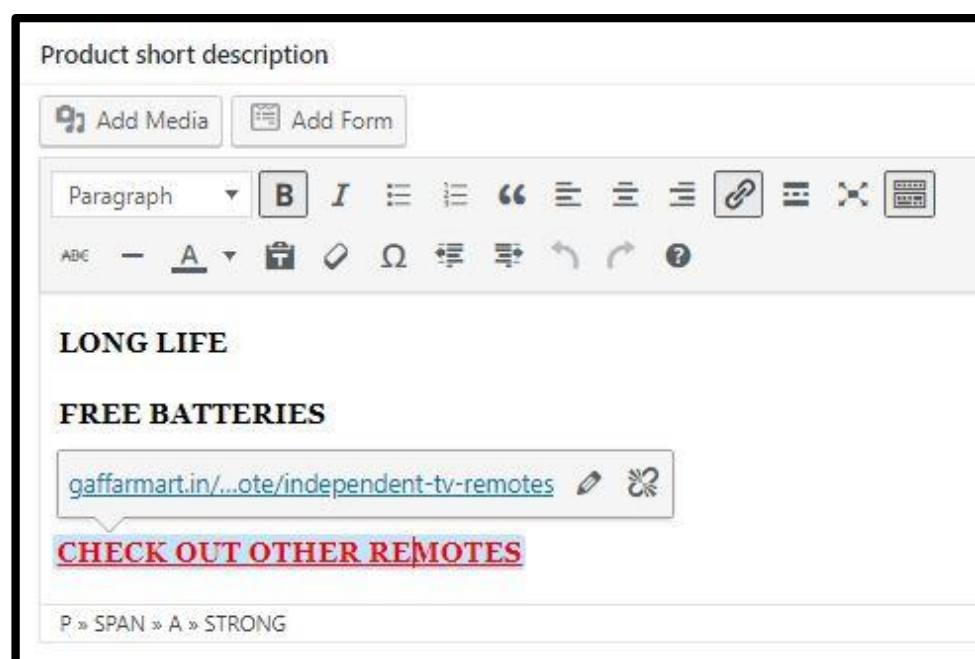 Product short description
Add Media Add Form
Paragraph B I
ABC A Ω
LONG LIFE
FREE BATTERIES
gaffarmart.in/...ote/independent-tv-remotes
CHECK OUT OTHER REMOTES
P » SPAN » A » STRONG